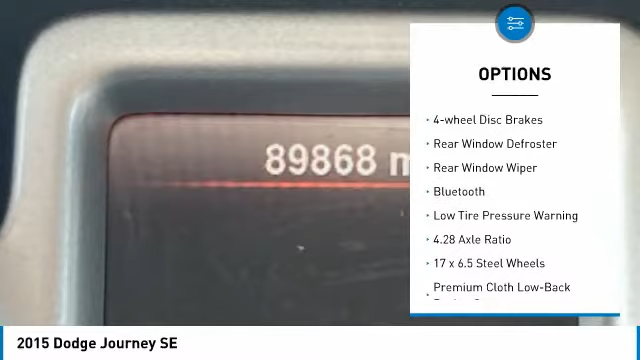 OPTIONS
89868 m
4-wheel Disc Brakes
Rear Window Defroster
Rear Window Wiper
Bluetooth
Low Tire Pressure Warning
4.28 Axle Ratio
17 x 6.5 Steel Wheels
Premium Cloth Low-Back
2015 Dodge Journey SE